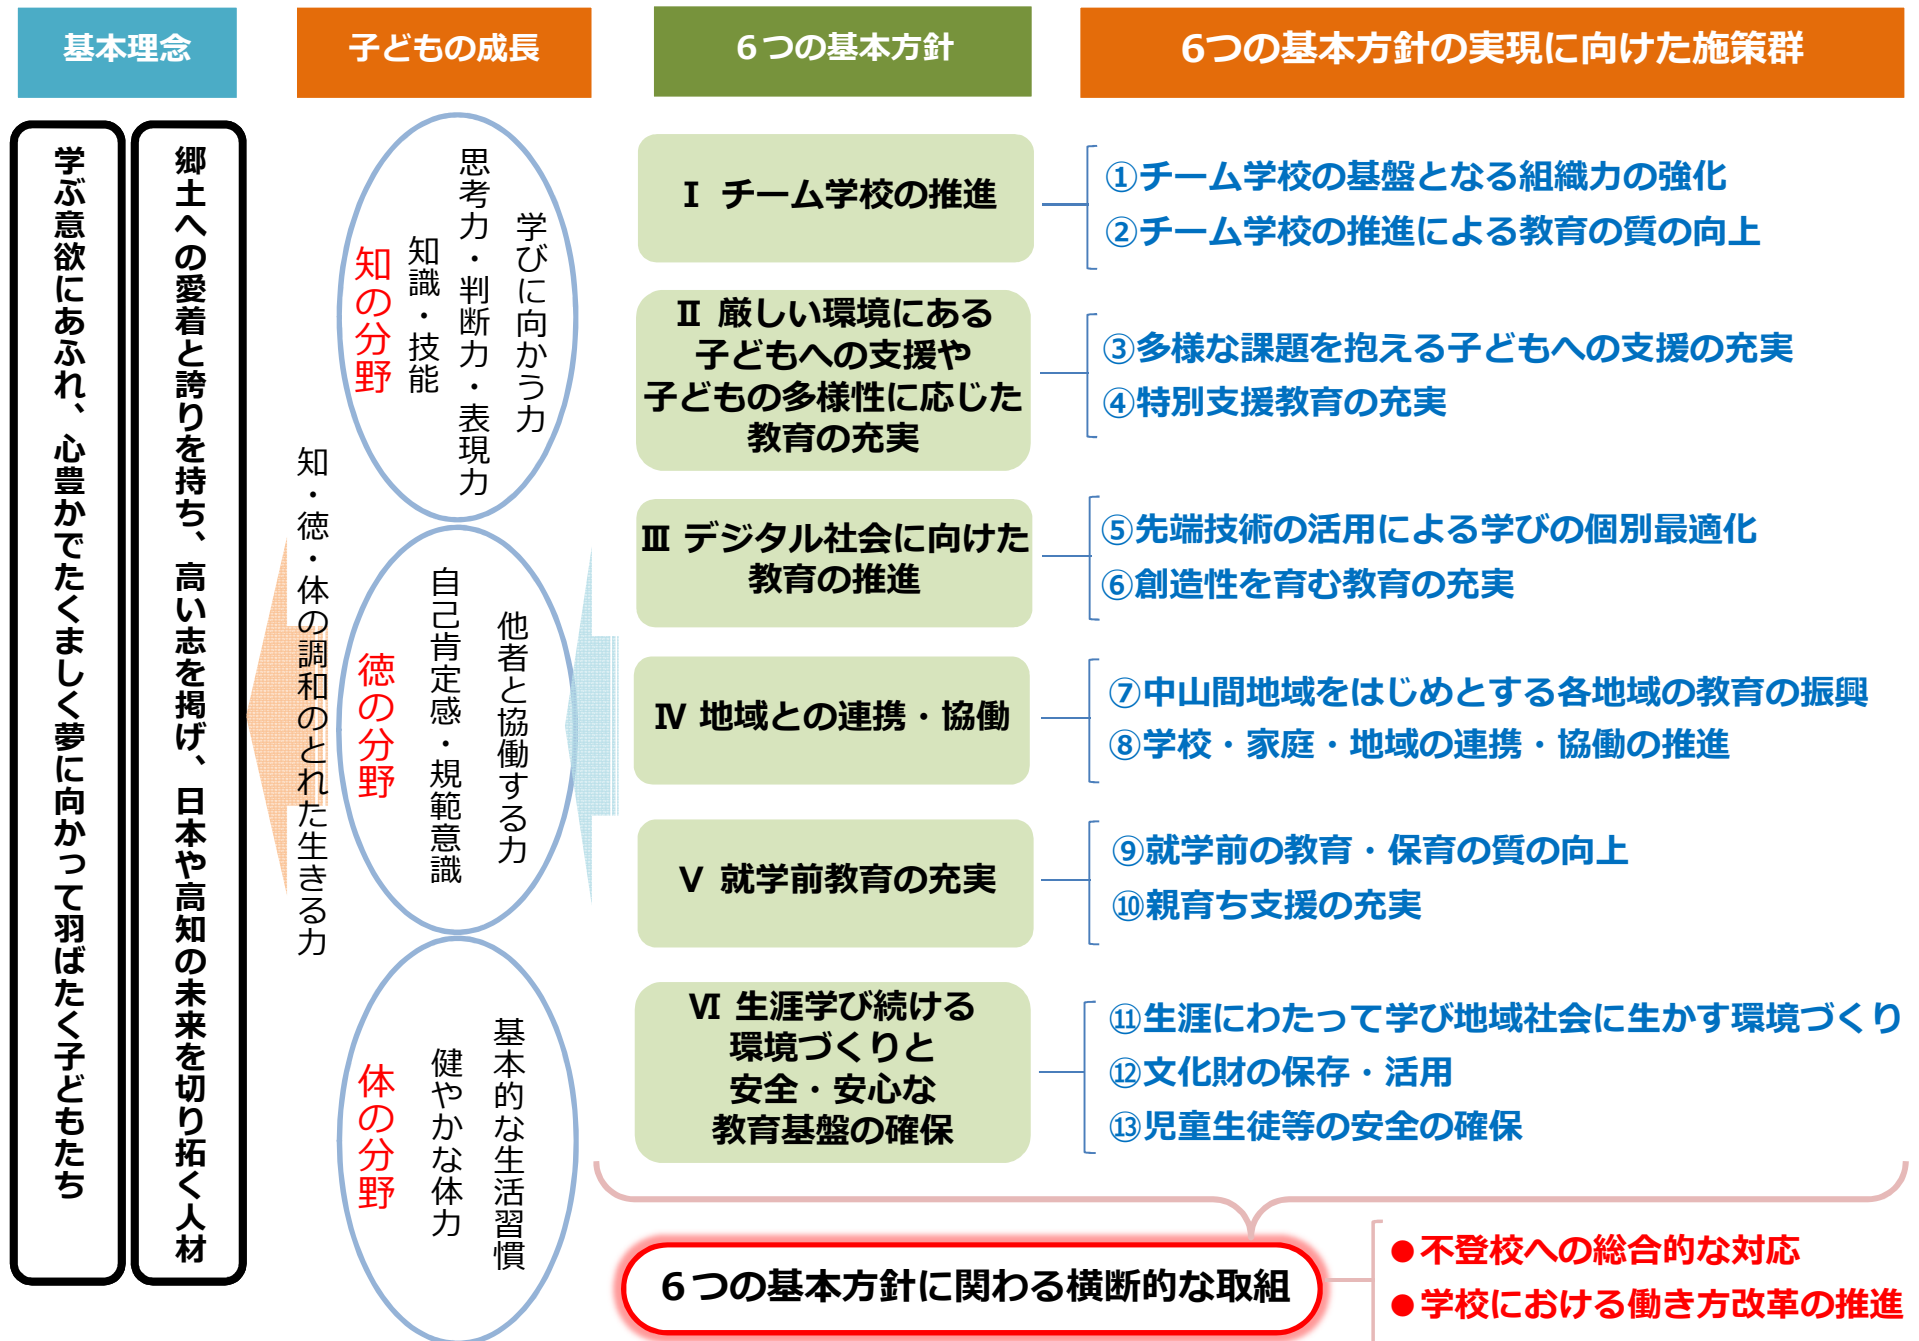 基本理念
子どもの成長
６つの基本方針
6つの基本方針の実現に向けた施策群
学ぶ意欲にあふれ、心豊かでたくましく夢に向かって羽ばたく子どもたち
郷土への愛着と誇りを持ち、高い志を掲げ、日本や高知の未来を切り拓く人材
知・徳・体の調和のとれた生きる力
知の分野
知識・技能
思考力・判断力・表現力
学びに向かう力
徳の分野
自己肯定感・規範意識
他者と協働する力
体の分野
健やかな体力
基本的な生活習慣
Ⅰ チーム学校の推進
①チーム学校の基盤となる組織力の強化
②チーム学校の推進による教育の質の向上
Ⅱ 厳しい環境にある
子どもへの支援や
子どもの多様性に応じた
教育の充実
③多様な課題を抱える子どもへの支援の充実
④特別支援教育の充実
Ⅲ デジタル社会に向けた
教育の推進
⑤先端技術の活用による学びの個別最適化
⑥創造性を育む教育の充実
Ⅳ 地域との連携・協働
⑦中山間地域をはじめとする各地域の教育の振興
⑧学校・家庭・地域の連携・協働の推進
Ⅴ 就学前教育の充実
⑨就学前の教育・保育の質の向上
⑩親育ち支援の充実
Ⅵ 生涯学び続ける
環境づくりと
安全・安心な
教育基盤の確保
⑪生涯にわたって学び地域社会に生かす環境づくり
⑫文化財の保存・活用
⑬児童生徒等の安全の確保
６つの基本方針に関わる横断的な取組
●不登校への総合的な対応
●学校における働き方改革の推進